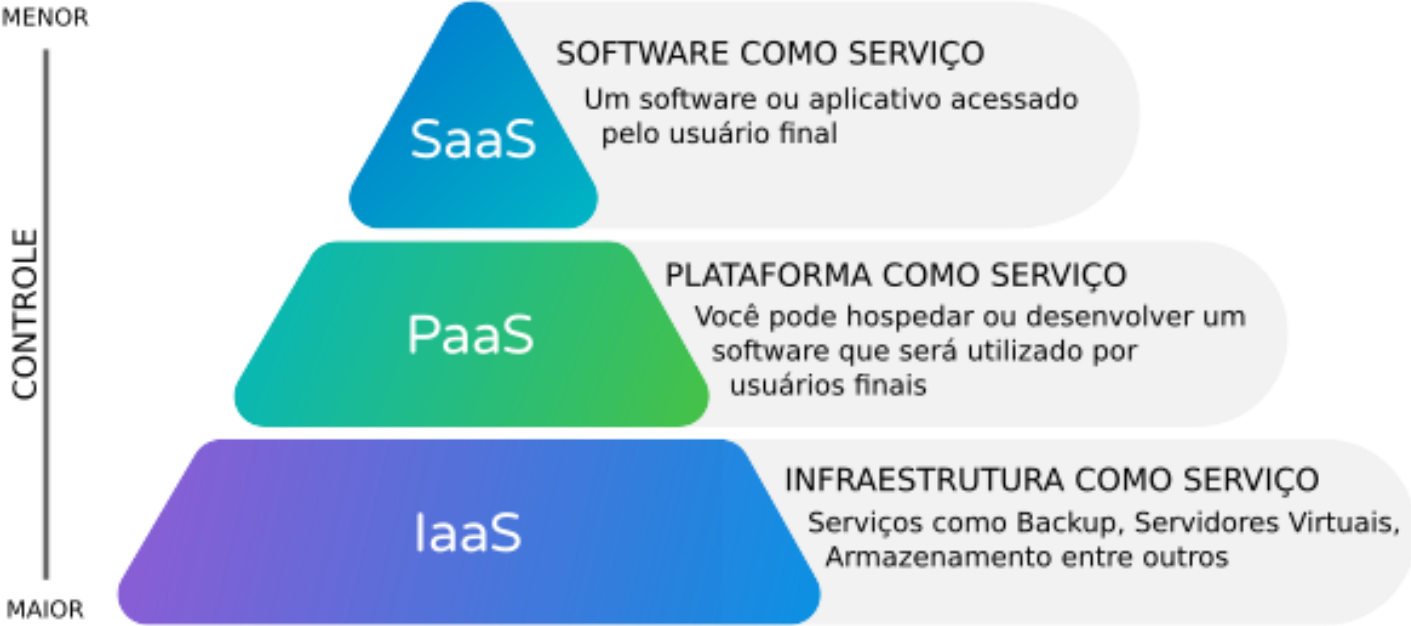 MENOR
SOFTWARE COMO SERVIÇO
Um software ou aplicativo acessado
pelo usuário final
SaaS
CONTROLE
PLATAFORMA COMO SERVIÇO
Você pode hospedar ou desenvolver um
software que será utilizado por
usuários finais
PaaS
INFRAESTRUTURA COMO SERVIÇO
Serviços como Backup, Servidores Virtuais,
Armazenamento entre outros
IaaS
MAIOR